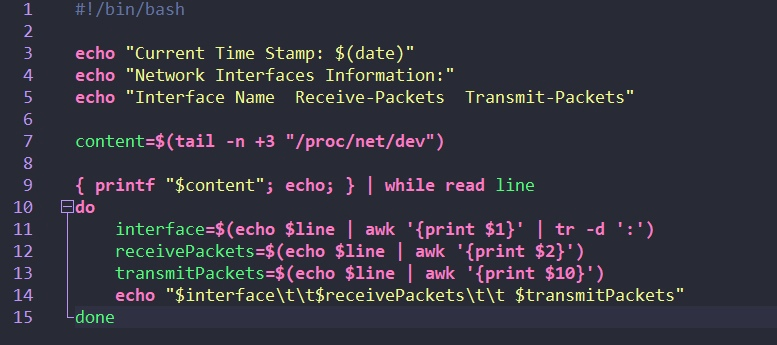 1 #!/bin/bash
2
3 echo "Current Time Stamp: $(date)"
4 echo "Network Interfaces Information:"
5 echo "Interface Name  Receive-Packets  Transmit-Packets"
6
7 content=$(tail -n +3 "/proc/net/dev")
8
9 { printf "$content"; echo; } | while read line
10 do
11     interface=$(echo $line | awk '{print $1}' | tr -d ':')
12     receivePackets=$(echo $line | awk '{print $2}')
13     transmitPackets=$(echo $line | awk '{print $10}')
14     echo "$interface\t\t$receivePackets\t\t $transmitPackets"
15 done